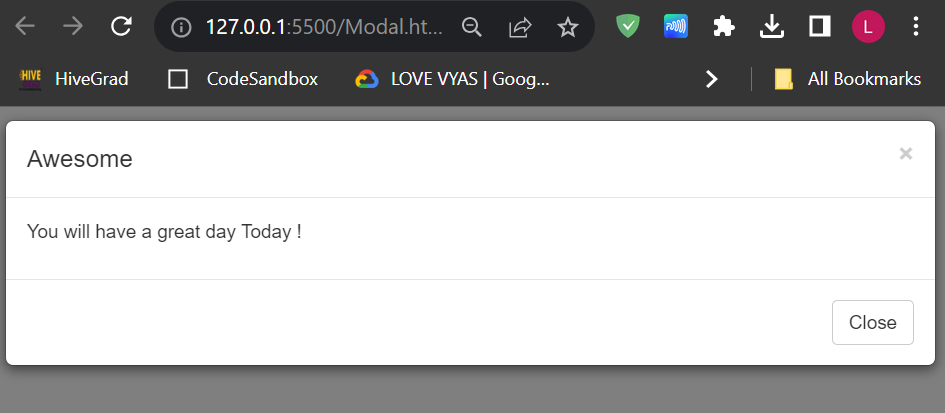 127.0.0.1:5500/Modal.ht...
L
HIVE HiveGrad CodeSandbox LOVE VYAS | Goog... All Bookmarks
Awesome ×
You will have a great day Today !
Close